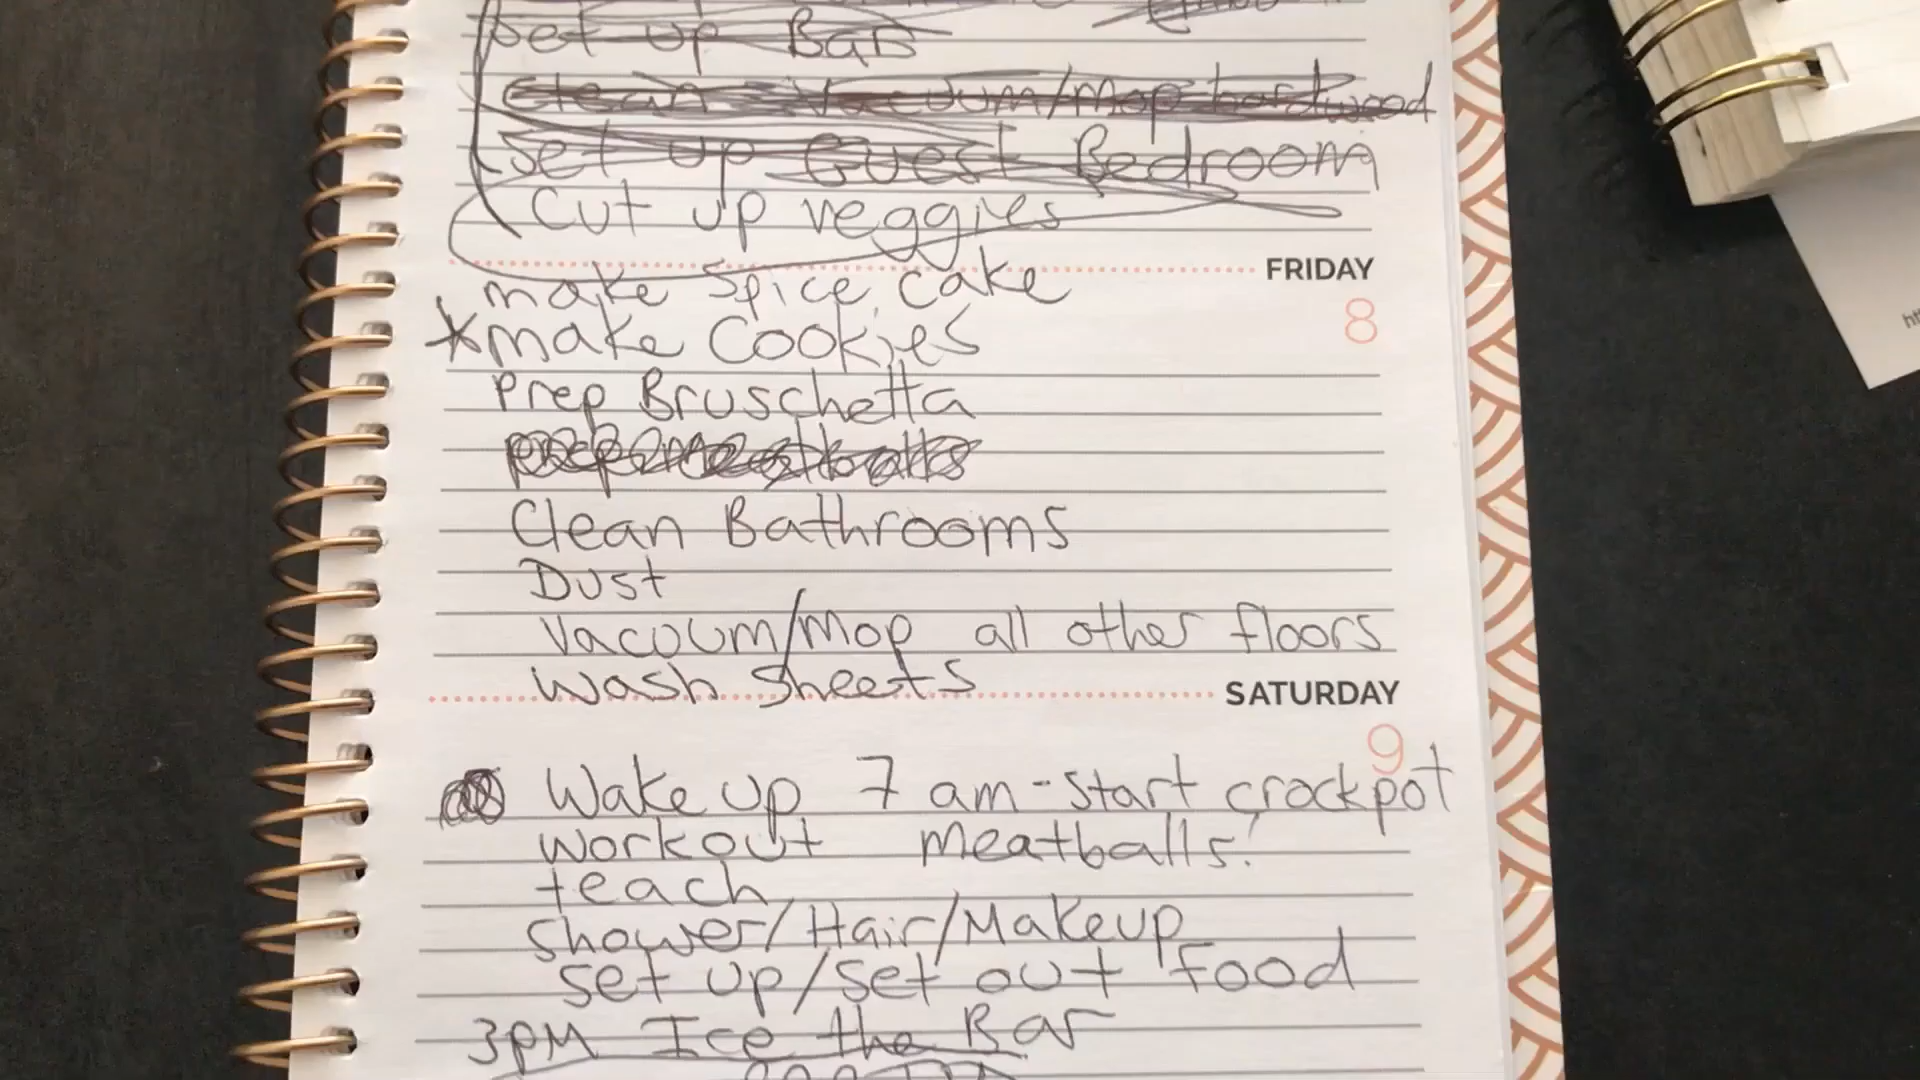 set up Bar
Clean Vacuum/Mop hardwood
set up Guest Bedroom
Cut up veggies
FRIDAY
8
make Spice cake
*make Cookies
Prep Bruschetta
prep meatballs
Clean Bathrooms
Dust
Vacuum/Mop all other floors
Wash Sheets
SATURDAY
9
Wake up 7 am - Start crockpot
workout meatballs!
teach
Shower/Hair/Makeup
set up/set out food
3PM Ice the Bar